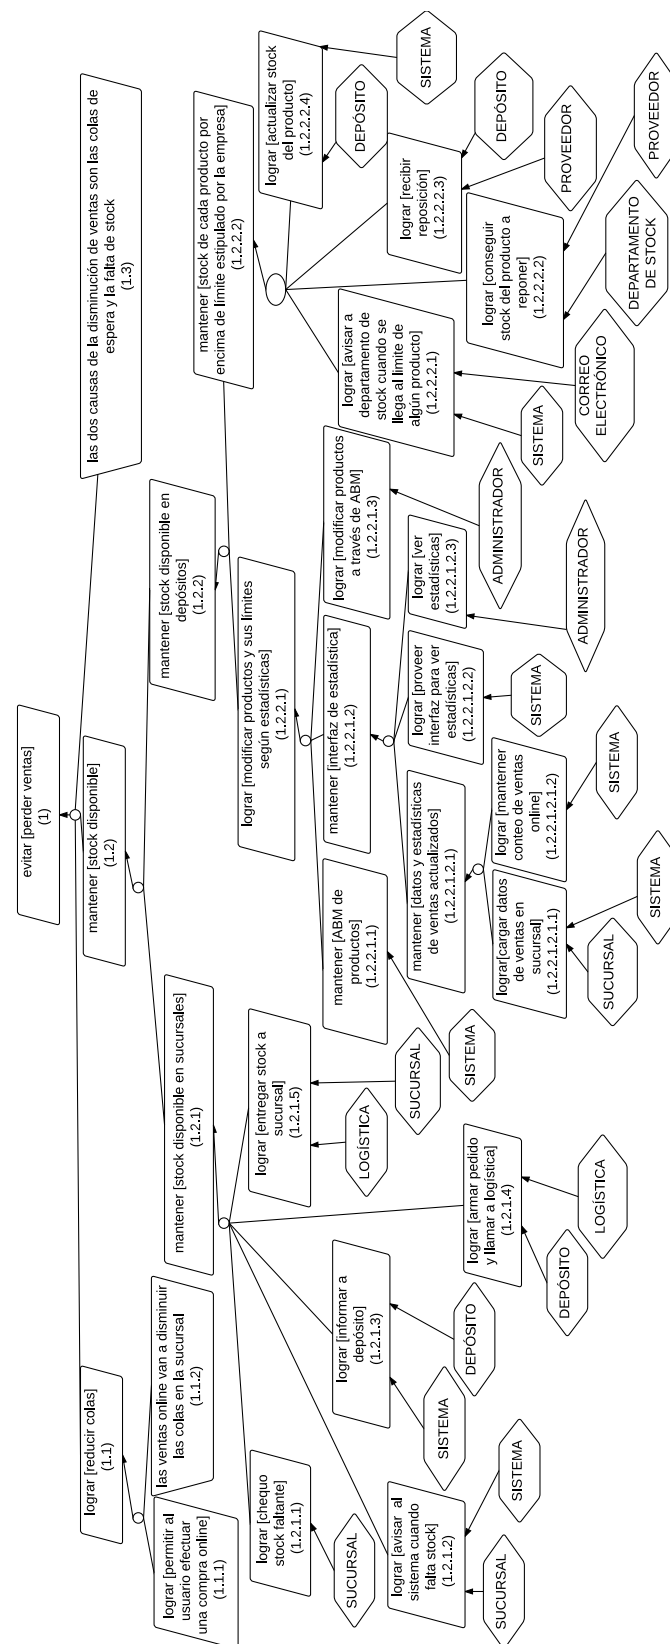 evitar [perder ventas]
(1)
lograr [reducir colas]
(1.1)
mantener [stock disponible]
(1.2)
las dos causas de la disminución de ventas son las colas de
espera y la falta de stock
(1.3)
lograr [permitir al
usuario efectuar
una compra online]
(1.1.1)
las ventas online van a disminuir
las colas en la sucursal
(1.1.2)
mantener [stock disponible en sucursales]
(1.2.1)
mantener [stock disponible en
depósitos]
(1.2.2)
lograr [chequo
stock faltante]
(1.2.1.1)
SUCURSAL
lograr [avisar al
sistema cuando
falta stock]
(1.2.1.2)
SUCURSAL
SISTEMA
lograr [informar a
depósito]
(1.2.1.3)
SISTEMA
DEPÓSITO
lograr [armar pedido
y llamar a logística]
(1.2.1.4)
DEPÓSITO
LOGÍSTICA
lograr [entregar stock a
sucursal]
(1.2.1.5)
LOGÍSTICA
SUCURSAL
lograr [modificar productos y sus límites
según estadísticas]
(1.2.2.1)
mantener [stock de cada producto por
encima de límite estipulado por la empresa]
(1.2.2.2)
mantener [ABM de
productos]
(1.2.2.1.1)
SISTEMA
mantener [interfaz de estadística]
(1.2.2.1.2)
lograr [modificar productos
a través de ABM]
(1.2.2.1.3)
ADMINISTRADOR
mantener [datos y estadísticas
de ventas actualizados]
(1.2.2.1.2.1)
lograr [proveer
interfaz para ver
estadísticas]
(1.2.2.1.2.2)
SISTEMA
lograr [ver
estadísticas]
(1.2.2.1.2.3)
ADMINISTRADOR
lograr[cargar datos
de ventas en
sucursal]
(1.2.2.1.2.1.1)
SUCURSAL
SISTEMA
lograr [manterner
conteo de ventas
online]
(1.2.2.1.2.1.2)
SISTEMA
lograr [avisar a
departamento de
stock cuando se
llega al limite de
algún producto]
(1.2.2.2.1)
SISTEMA
CORREO
ELECTRÓNICO
lograr [conseguir
stock del producto a
reponer]
(1.2.2.2.2)
DEPARTAMENTO
DE STOCK
PROVEEDOR
lograr [recibir
reposición]
(1.2.2.2.3)
PROVEEDOR
DEPÓSITO
lograr [actualizar stock
del producto]
(1.2.2.2.4)
DEPÓSITO
SISTEMA